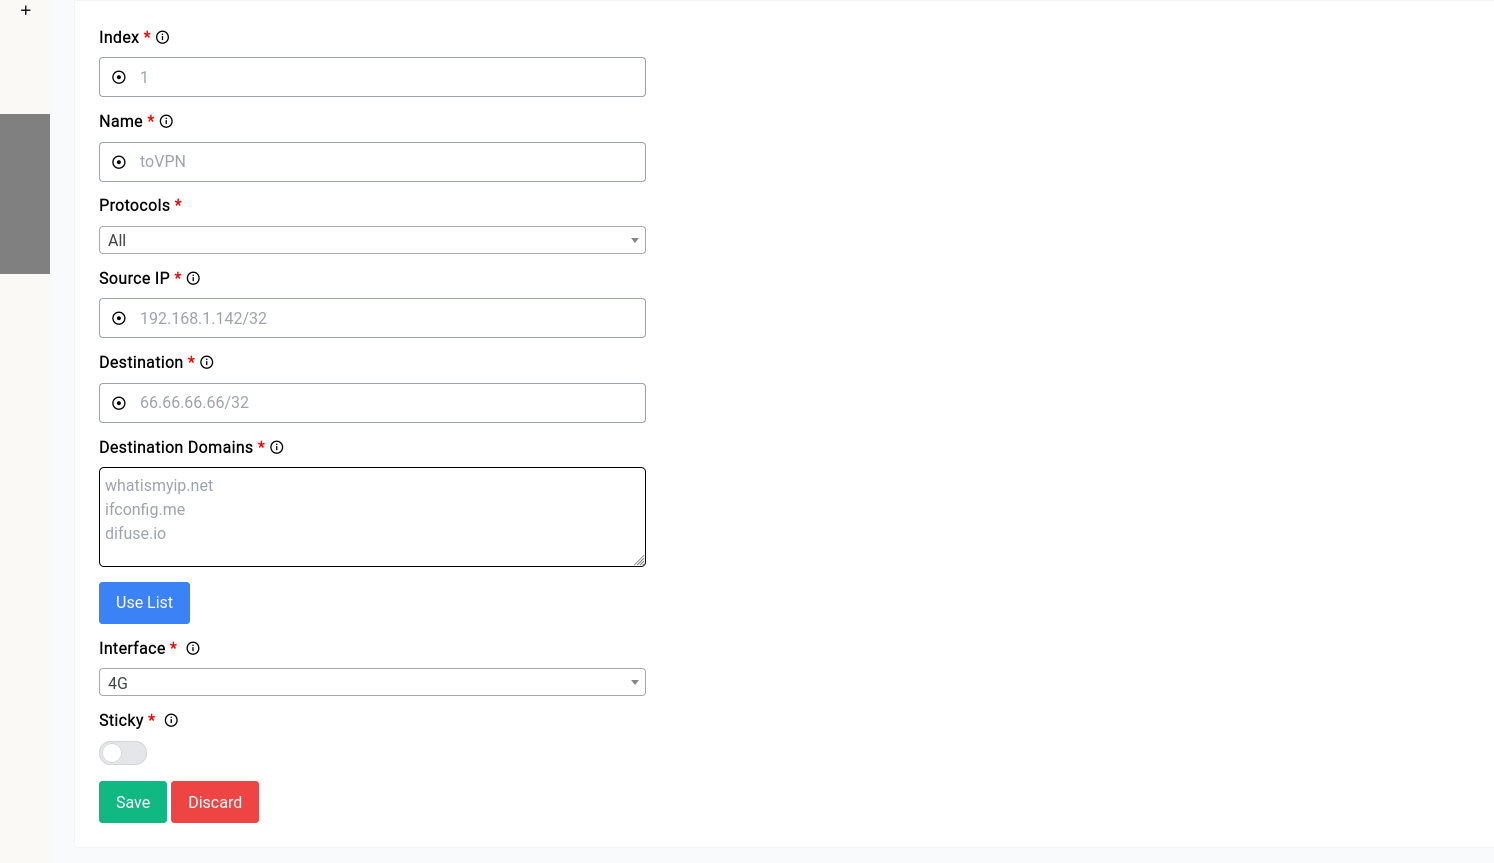 +
Index *
1
Name *
toVPN
Protocols *
All
Source IP *
192.168.1.142/32
Destination *
66.66.66.66/32
Destination Domains *
whatismyip.net
ifconfig.me
difuse.io
Use List
Interface *
4G
Sticky *
Save Discard